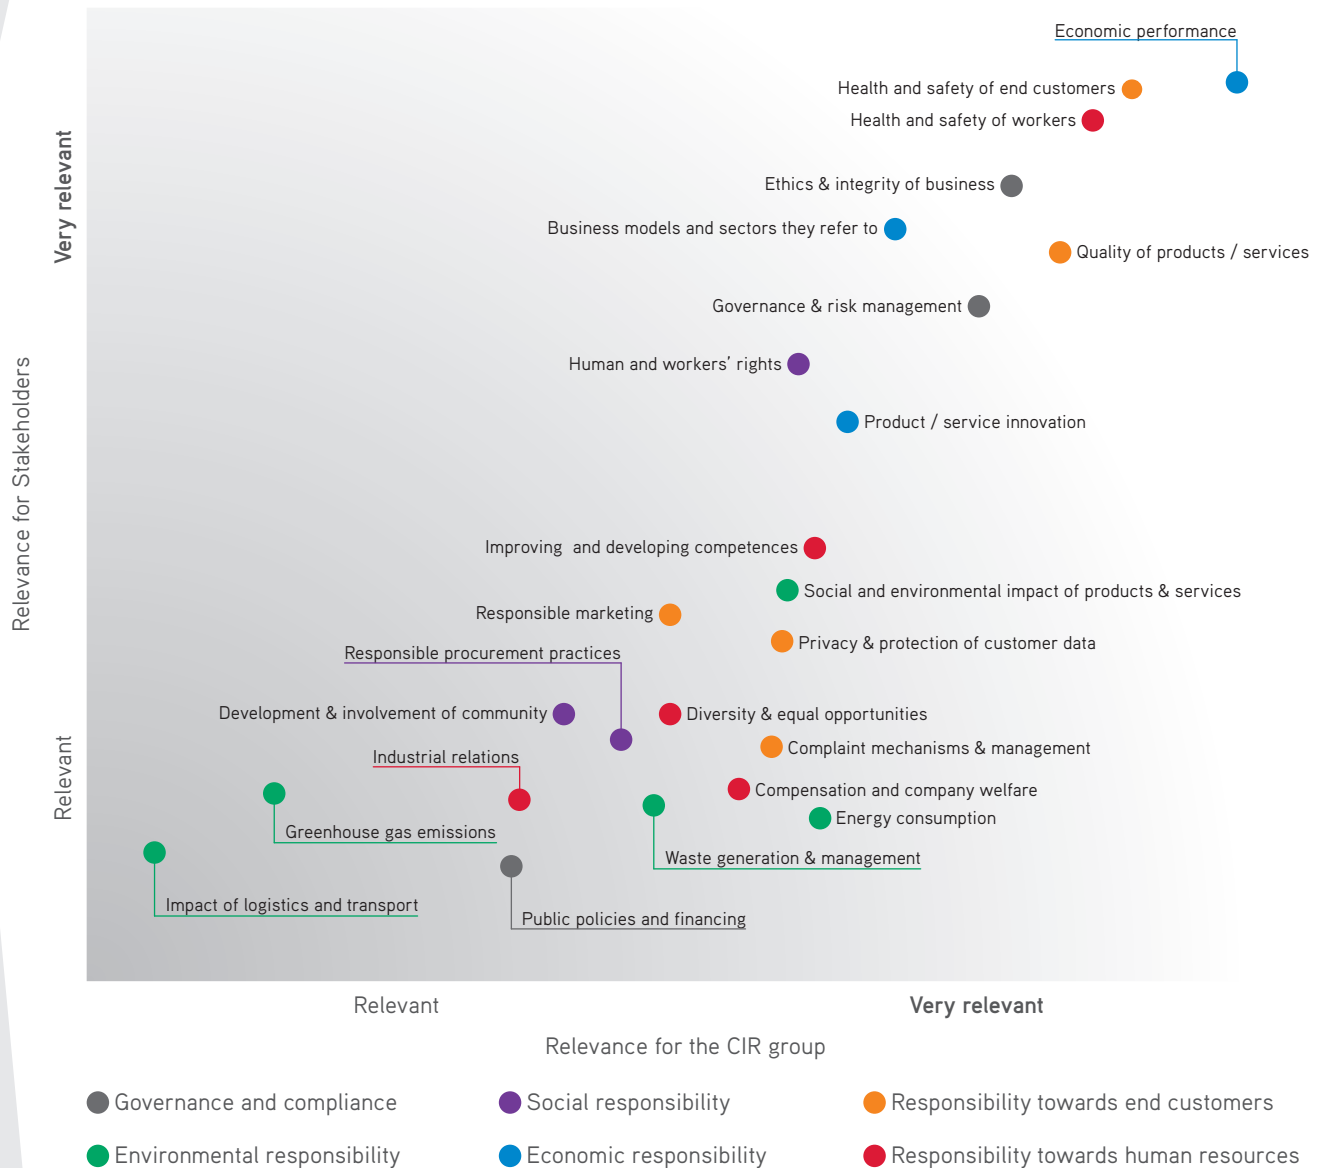 Economic performance
Health and safety of end customers
Health and safety of workers
Very relevant
Ethics & integrity of business
Business models and sectors they refer to
Quality of products / services
Governance & risk management
Human and workers' rights
Relevance for Stakeholders
Product / service innovation
Improving and developing competences
Social and environmental impact of products & services
Responsible marketing
Privacy & protection of customer data
Responsible procurement practices
Development & involvement of community
Diversity & equal opportunities
Complaint mechanisms & management
Industrial relations
Relevant
Compensation and company welfare
Energy consumption
Greenhouse gas emissions
Waste generation & management
Impact of logistics and transport
Public policies and financing
Relevant
Very relevant
Relevance for the CIR group
Governance and compliance
Social responsibility
Responsibility towards end customers
Environmental responsibility
Economic responsibility
Responsibility towards human resources